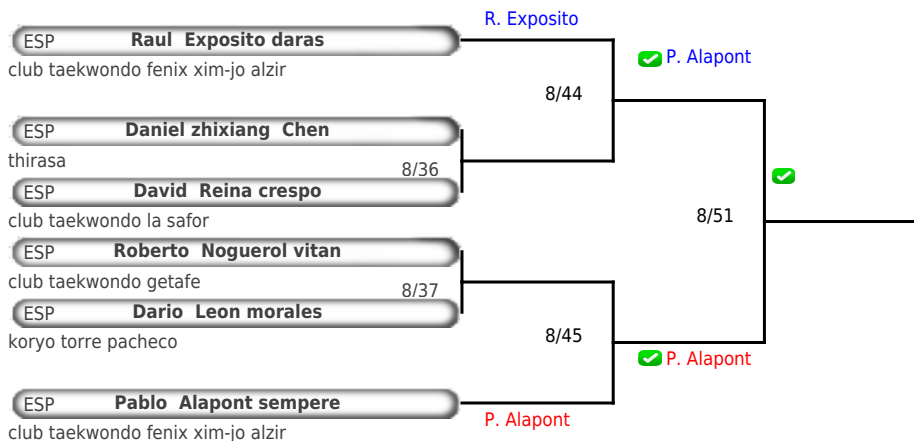 R. Exposito
ESP Raul Exposito daras
club taekwondo fenix xim-jo alzir
P. Alapont
8/44
ESP Daniel zhixiang Chen
thirasa
8/36
ESP David Reina crespo
club taekwondo la safor
8/51
ESP Roberto Noguerol vitan
club taekwondo getafe
8/37
ESP Dario Leon morales
koryo torre pacheco
8/45
P. Alapont
ESP Pablo Alapont sempere
P. Alapont
club taekwondo fenix xim-jo alzir